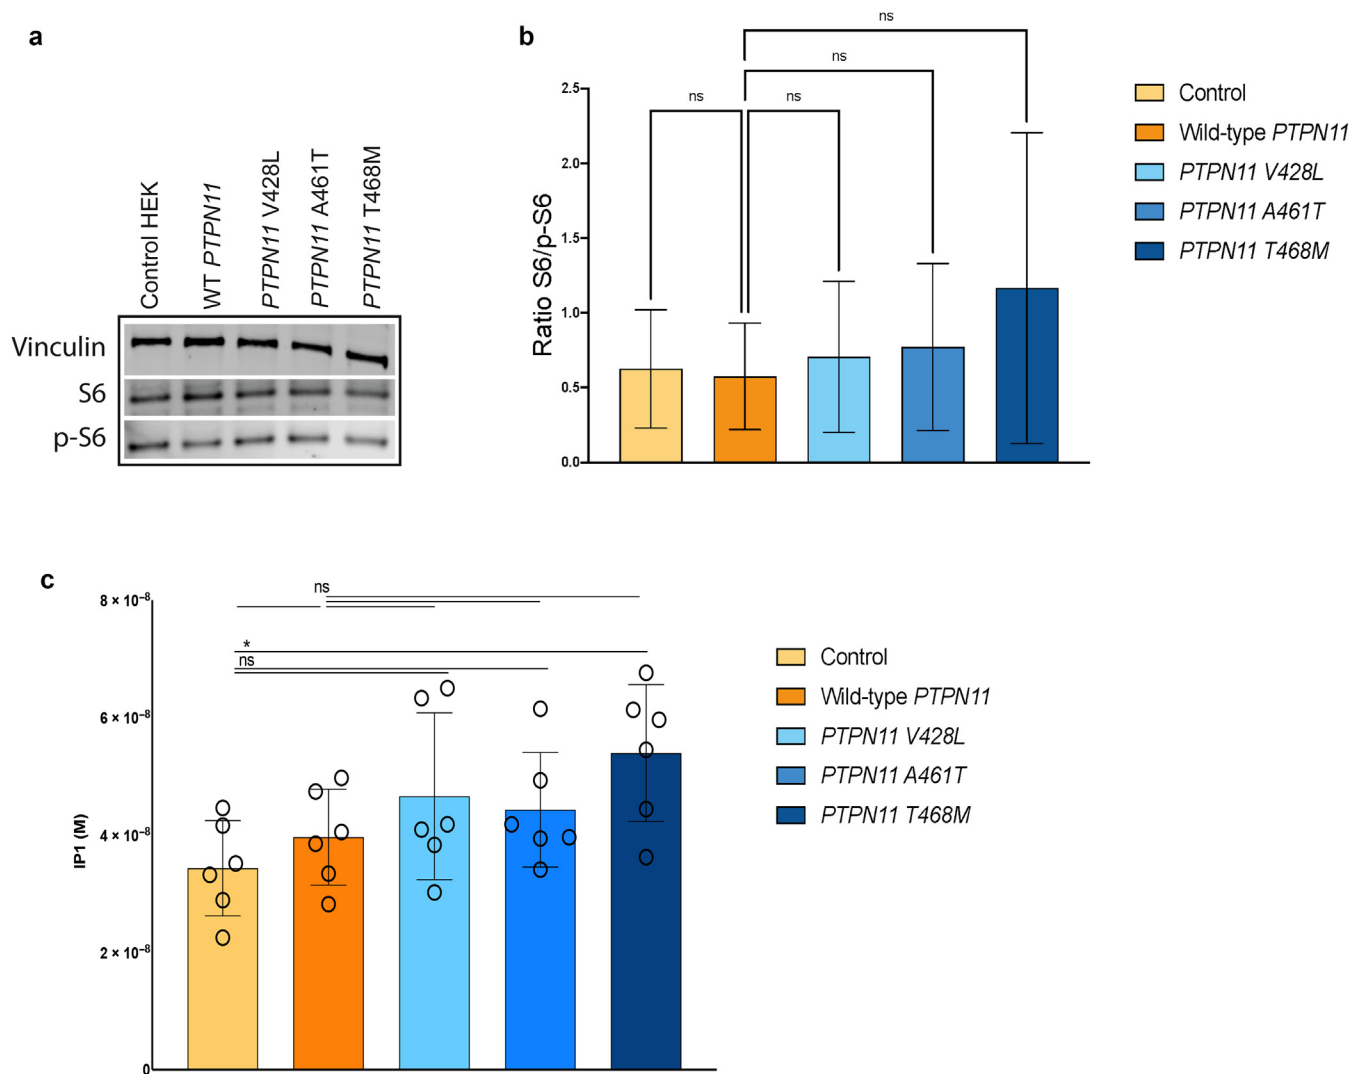 a
Control HEK
WT PTPN11
PTPN11 V428L
PTPN11 A461T
PTPN11 T468M
Vinculin
S6
p-S6
b
ns
ns
ns
ns
2.5
2.0
1.5
1.0
0.5
0.0
Ratio S6/p-S6
Control
Wild-type PTPN11
PTPN11 V428L
PTPN11 A461T
PTPN11 T468M
c
ns
*
ns
8 × 10⁻⁸
6 × 10⁻⁸
4 × 10⁻⁸
2 × 10⁻⁸
0
IP1 (M)
Control
Wild-type PTPN11
PTPN11 V428L
PTPN11 A461T
PTPN11 T468M